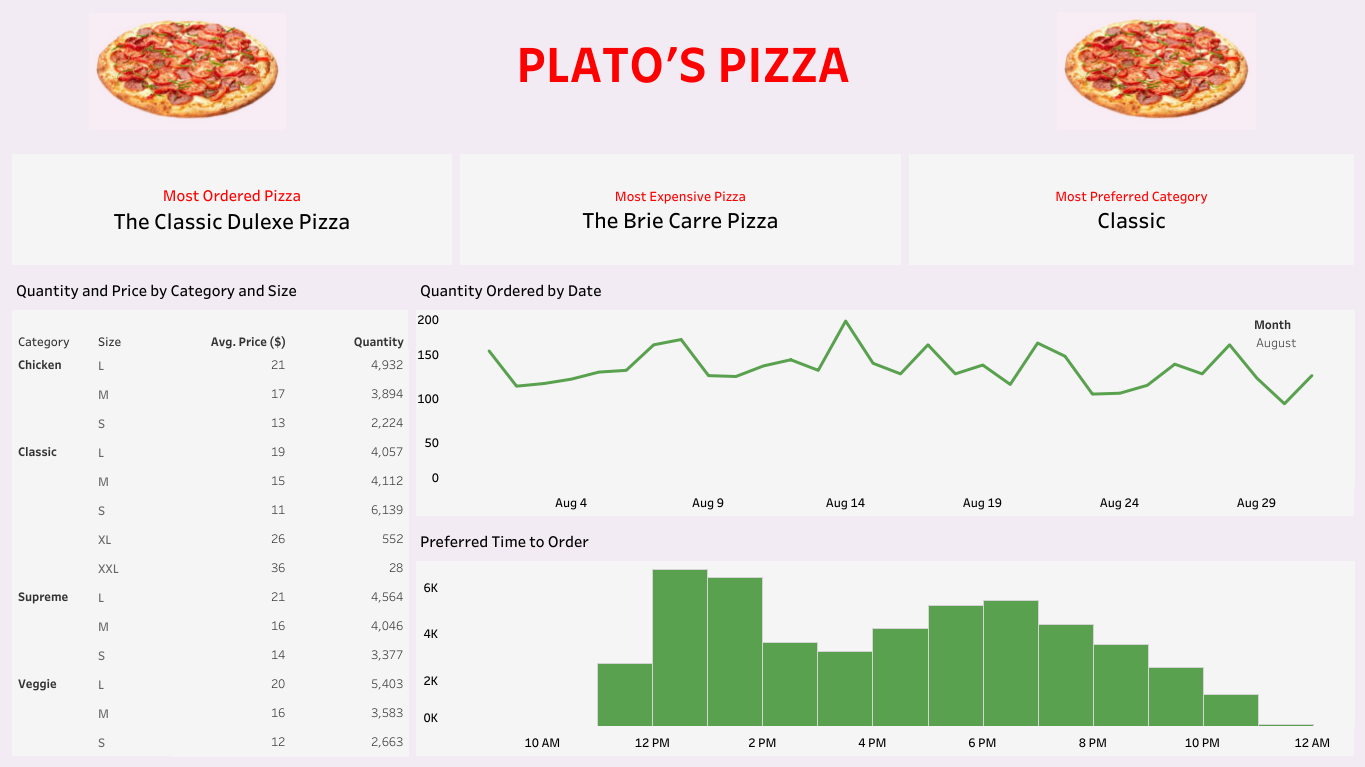 PLATO’S PIZZA
Most Ordered Pizza
The Classic Dulexe Pizza
Most Expensive Pizza
The Brie Carre Pizza
Most Preferred Category
Classic
Quantity and Price by Category and Size
Category Size Avg. Price ($) Quantity
Chicken L 21 4,932
M 17 3,894
S 13 2,224
Classic L 19 4,057
M 15 4,112
S 11 6,139
XL 26 552
XXL 36 28
Supreme L 21 4,564
M 16 4,046
S 14 3,377
Veggie L 20 5,403
M 16 3,583
S 12 2,663
Quantity Ordered by Date
200
150
100
50
0
Month
August
Aug 4 Aug 9 Aug 14 Aug 19 Aug 24 Aug 29
Preferred Time to Order
6K
4K
2K
0K
10 AM 12 PM 2 PM 4 PM 6 PM 8 PM 10 PM 12 AM